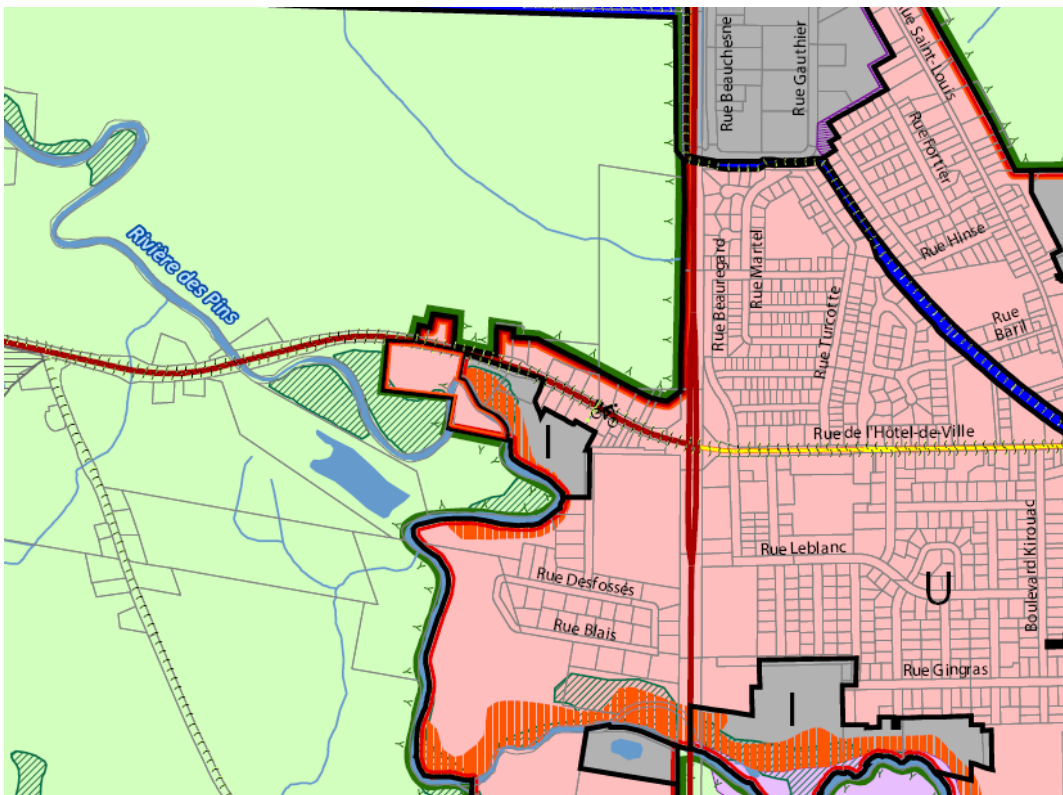 Rue Beauchesne
Rue Gauthier
Rue Saint-Louis
Rue Fortier
Rue Hinse
Rue Baril
Rivière des Pins
Rue Beauregard
Rue Martel
Rue Turcotte
Rue de l'Hôtel-de-Ville
I
Rue Leblanc
Boulevard Kirouac
Rue Desfossés
U
Rue Blais
Rue Gingras
I